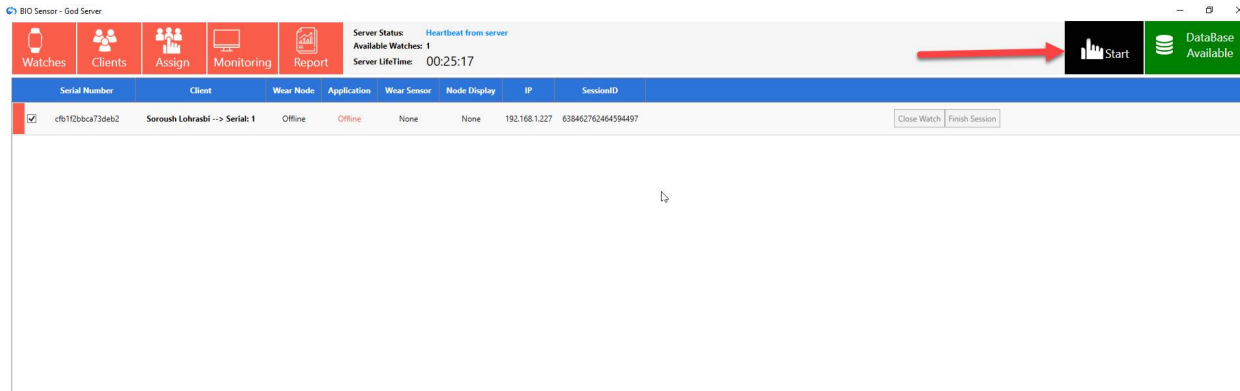 BIO Sensor - God Server
Watches
Clients
Assign
Monitoring
Report
Server Status: Heartbeat from server
Available Watches: 1
Server LifeTime: 00:25:17
Start
DataBase
Available
Serial Number Client Wear Node Application Wear Sensor Node Display IP SessionID
cfb1f2bbca73deb2 Soroush Lohrasbi --> Serial: 1 Offline Offline None None 192.168.1.227 638462762464594497 Close Watch Finish Session